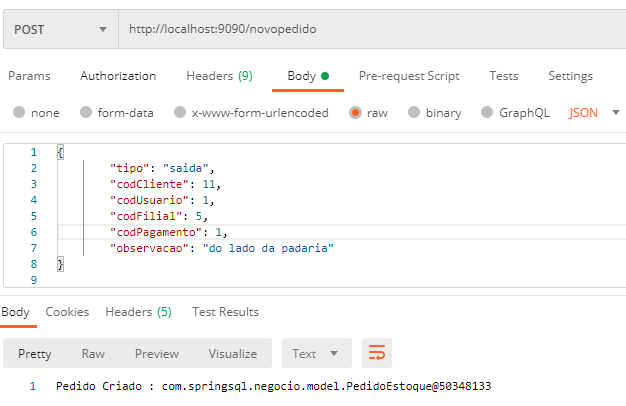 POST http://localhost:9090/novopedido
Params Authorization Headers (9) Body Pre-request Script Tests Settings
none form-data x-www-form-urlencoded raw binary GraphQL JSON
1 {
2 "tipo": "saida",
3 "codCliente": 11,
4 "codUsuario": 1,
5 "codFilial": 5,
6 "codPagamento": 1,
7 "observacao": "do lado da padaria"
8 }
9
Body Cookies Headers (5) Test Results
Pretty Raw Preview Visualize Text
1 Pedido Criado : com.springsql.negocio.model.PedidoEstoque@50348133